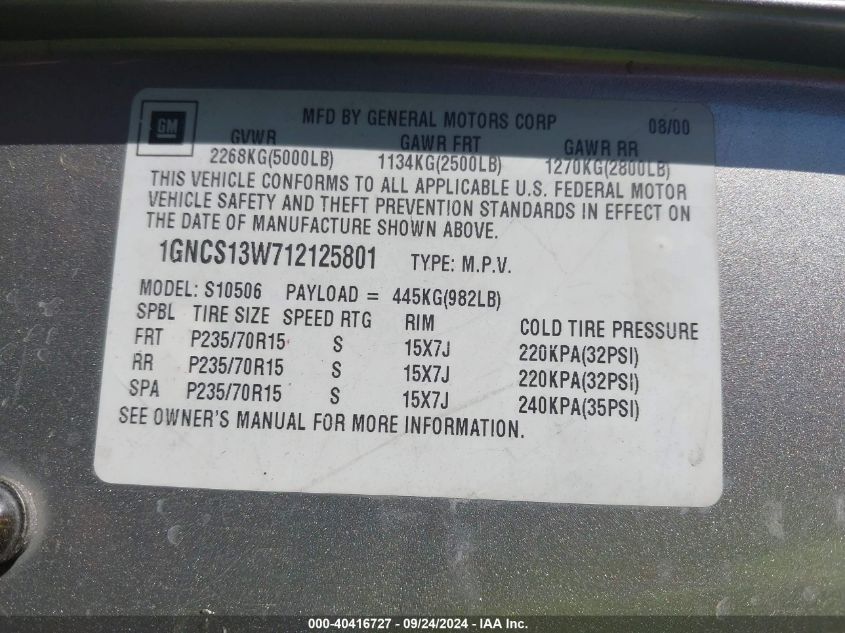 GM
MFD BY GENERAL MOTORS CORP 08/00
GVWR GAWR FRT GAWR RR
2268KG(5000LB) 1134KG(2500LB) 1270KG(2800LB)
THIS VEHICLE CONFORMS TO ALL APPLICABLE U.S. FEDERAL MOTOR
VEHICLE SAFETY AND THEFT PREVENTION STANDARDS IN EFFECT ON
THE DATE OF MANUFACTURE SHOWN ABOVE.
1GNCS13W712125801 TYPE: M.P.V.
MODEL: S10506 PAYLOAD = 445KG(982LB)
SPBL TIRE SIZE SPEED RTG RIM COLD TIRE PRESSURE
FRT P235/70R15 S 15X7J 220KPA(32PSI)
RR P235/70R15 S 15X7J 220KPA(32PSI)
SPA P235/70R15 S 15X7J 240KPA(35PSI)
SEE OWNER'S MANUAL FOR MORE INFORMATION.
000-40416727 - 09/24/2024 - IAA Inc.